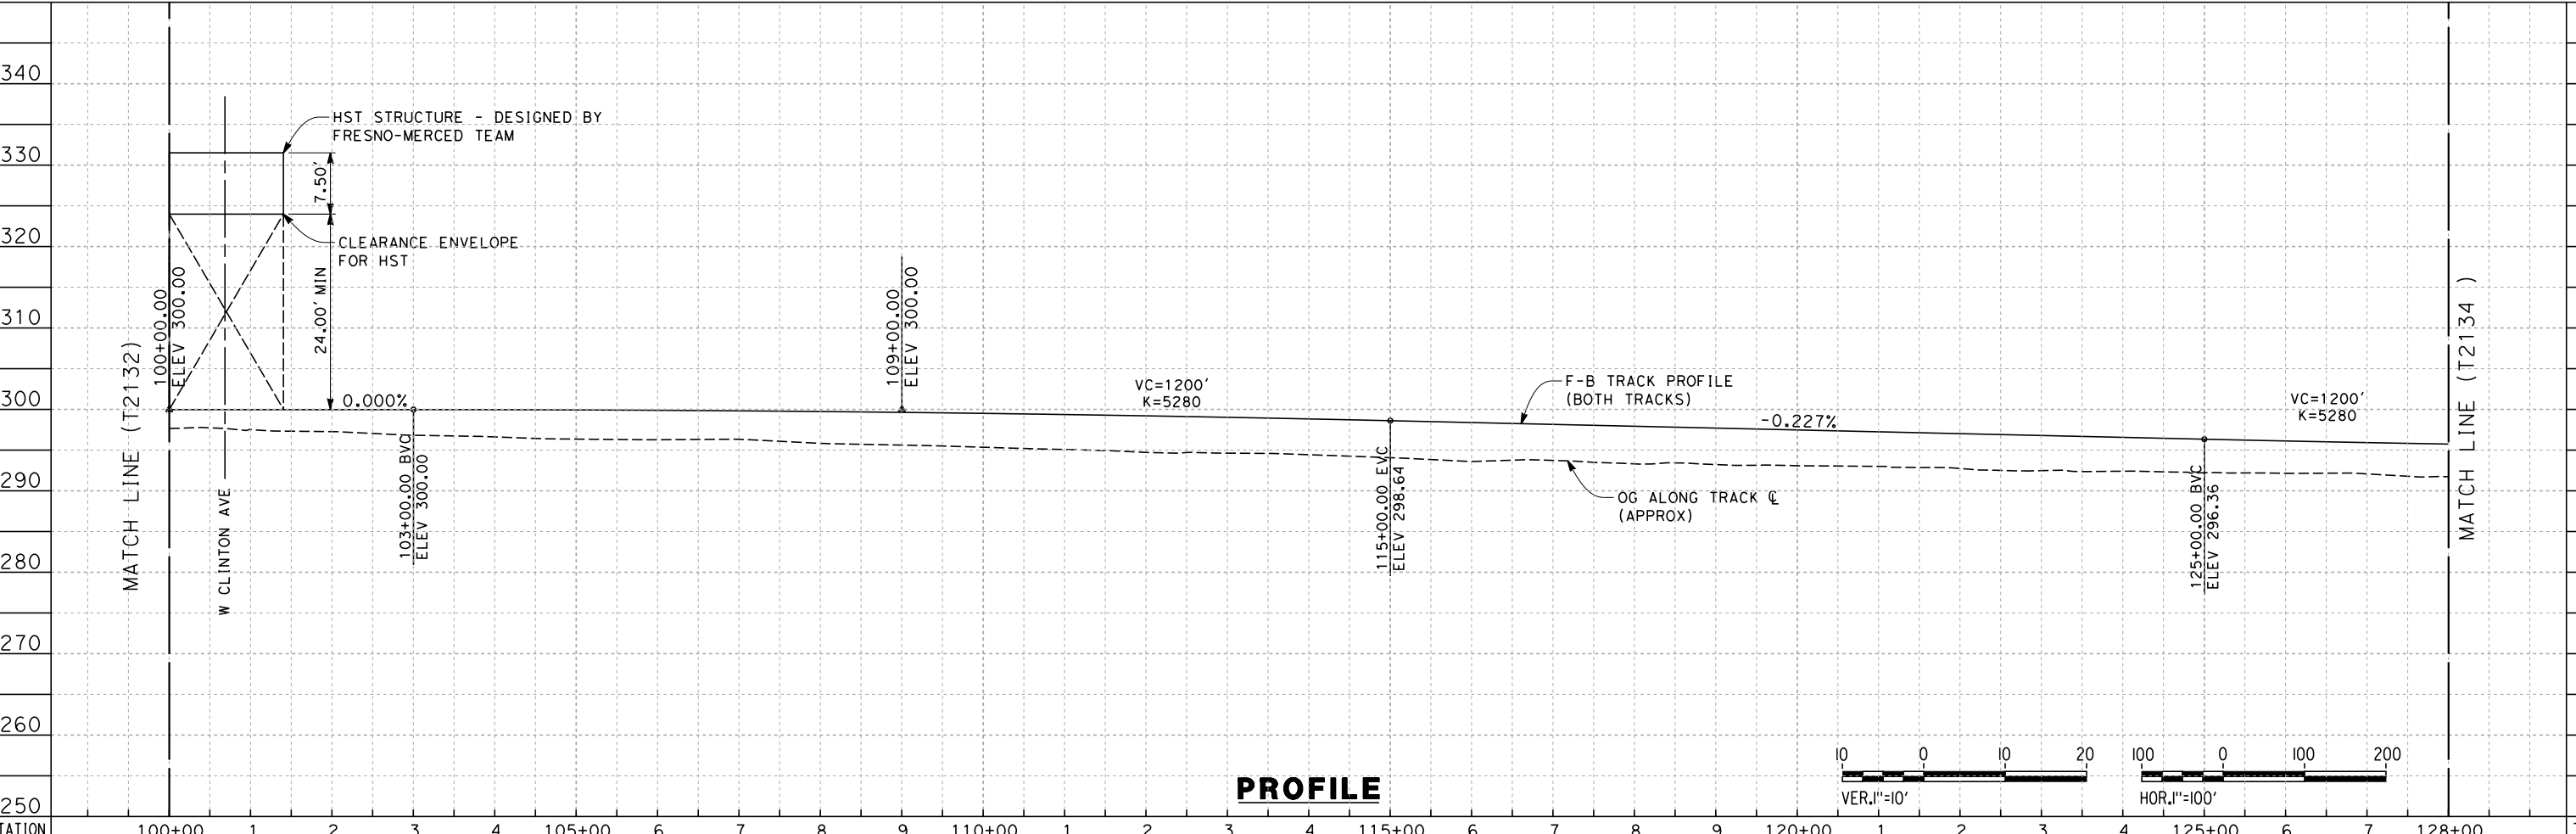 340
330
320
310
300
290
280
270
260
250
MATCH LINE (T2132)
100+00.00
ELEV 300.00
W CLINTON AVE
HST STRUCTURE - DESIGNED BY
FRESNO-MERCED TEAM
7.50'
CLEARANCE ENVELOPE
FOR HST
24.00' MIN
0.000%
103+00.00 BVC
ELEV 300.00
109+00.00
ELEV 300.00
VC=1200'
K=5280
115+00.00 EVC
ELEV 298.64
F-B TRACK PROFILE
(BOTH TRACKS)
-0.227%
OG ALONG TRACK ℄
(APPROX)
125+00.00 BVC
ELEV 296.36
VC=1200'
K=5280
MATCH LINE (T2134 )
PROFILE
10 0 10 20
VER.1"=10'
100 0 100 200
HOR.1"=100'
100+00 1 2 3 4 105+00 6 7 8 9 110+00 1 2 3 4 115+00 6 7 8 9 120+00 1 2 3 4 125+00 6 7 128+00